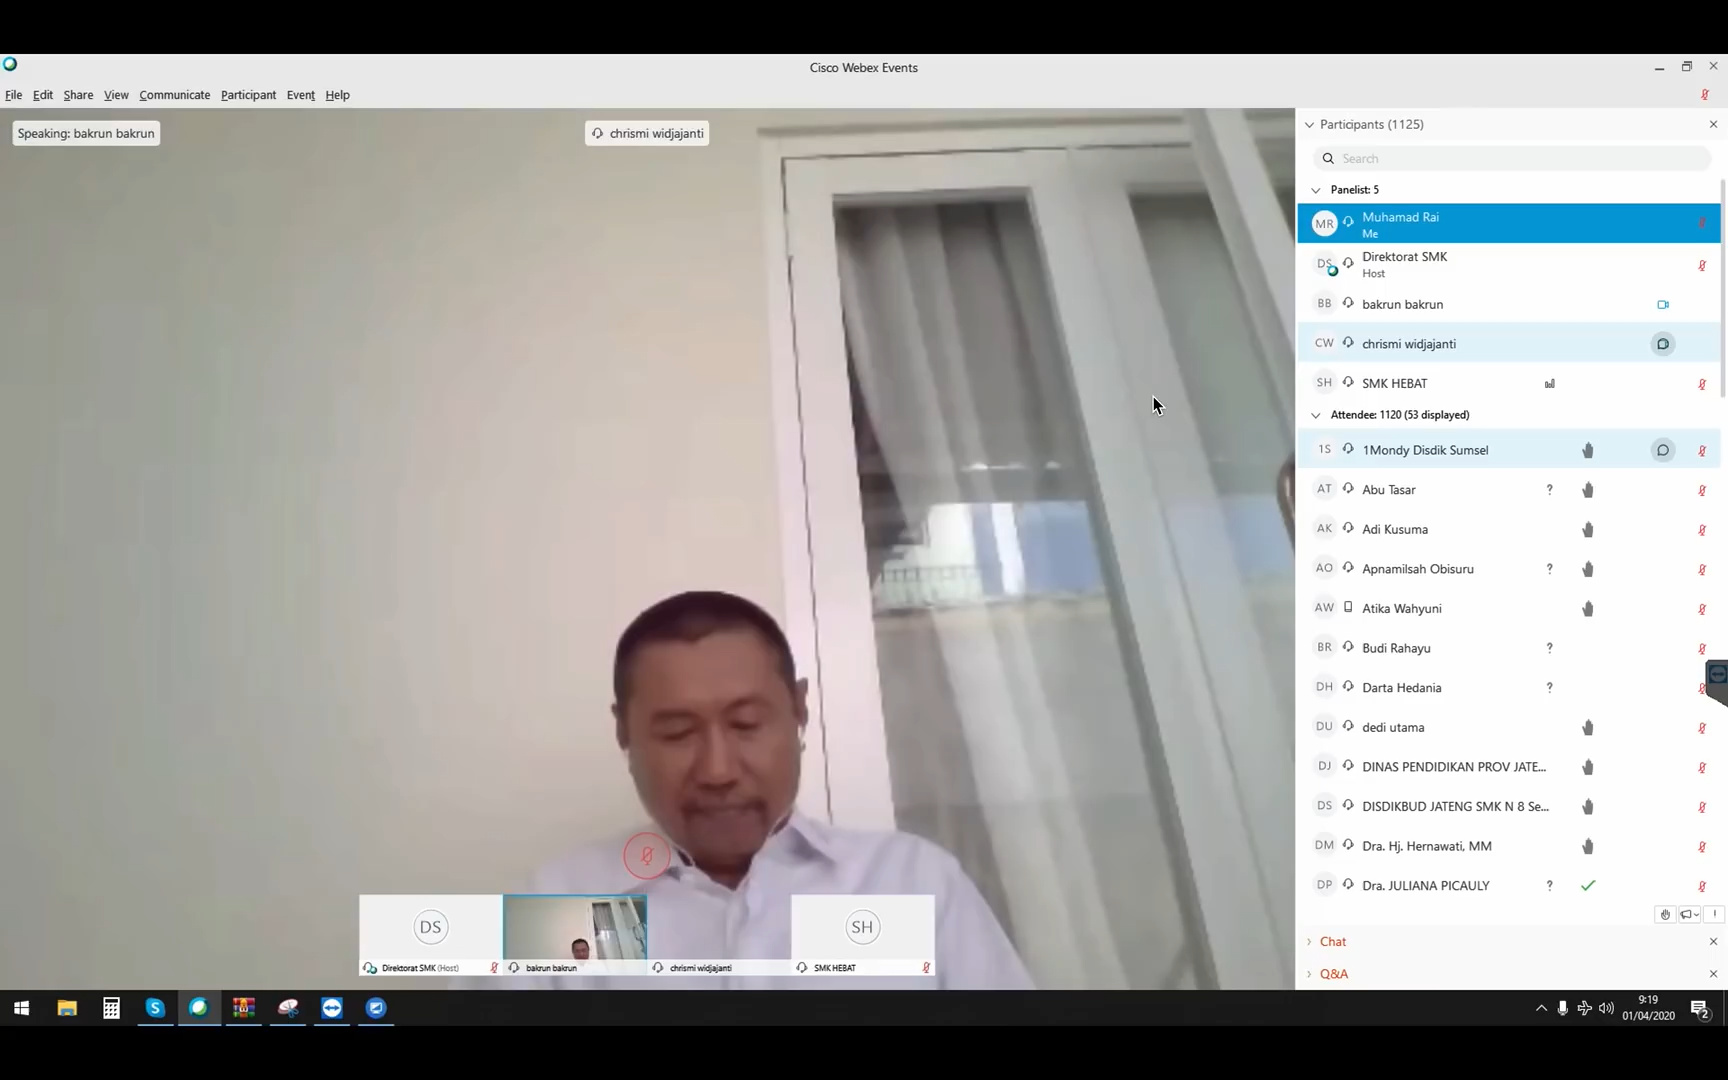 Cisco Webex Events
File Edit Share View Communicate Participant Event Help
Speaking: bakrun bakrun
chrismi widjajanti
Participants (1125)
Search
Panelist: 5
MR Muhamad Rai
Me
DS Direktorat SMK
Host
BB bakrun bakrun
CW chrismi widjajanti
SH SMK HEBAT
Attendee: 1120 (53 displayed)
1S 1Mondy Disdik Sumsel
AT Abu Tasar ?
AK Adi Kusuma
AO Apnamilsah Obisuru ?
AW Atika Wahyuni
BR Budi Rahayu ?
DH Darta Hedania ?
DU dedi utama
DJ DINAS PENDIDIKAN PROV JATE...
DS DISDIKBUD JATENG SMK N 8 Se...
DM Dra. Hj. Hernawati, MM
DP Dra. JULIANA PICAULY ?
Chat
Q&A
DS
SH
Direktorat SMK (Host)
bakrun bakrun
chrismi widjajanti
SMK HEBAT
9:19
01/04/2020
2